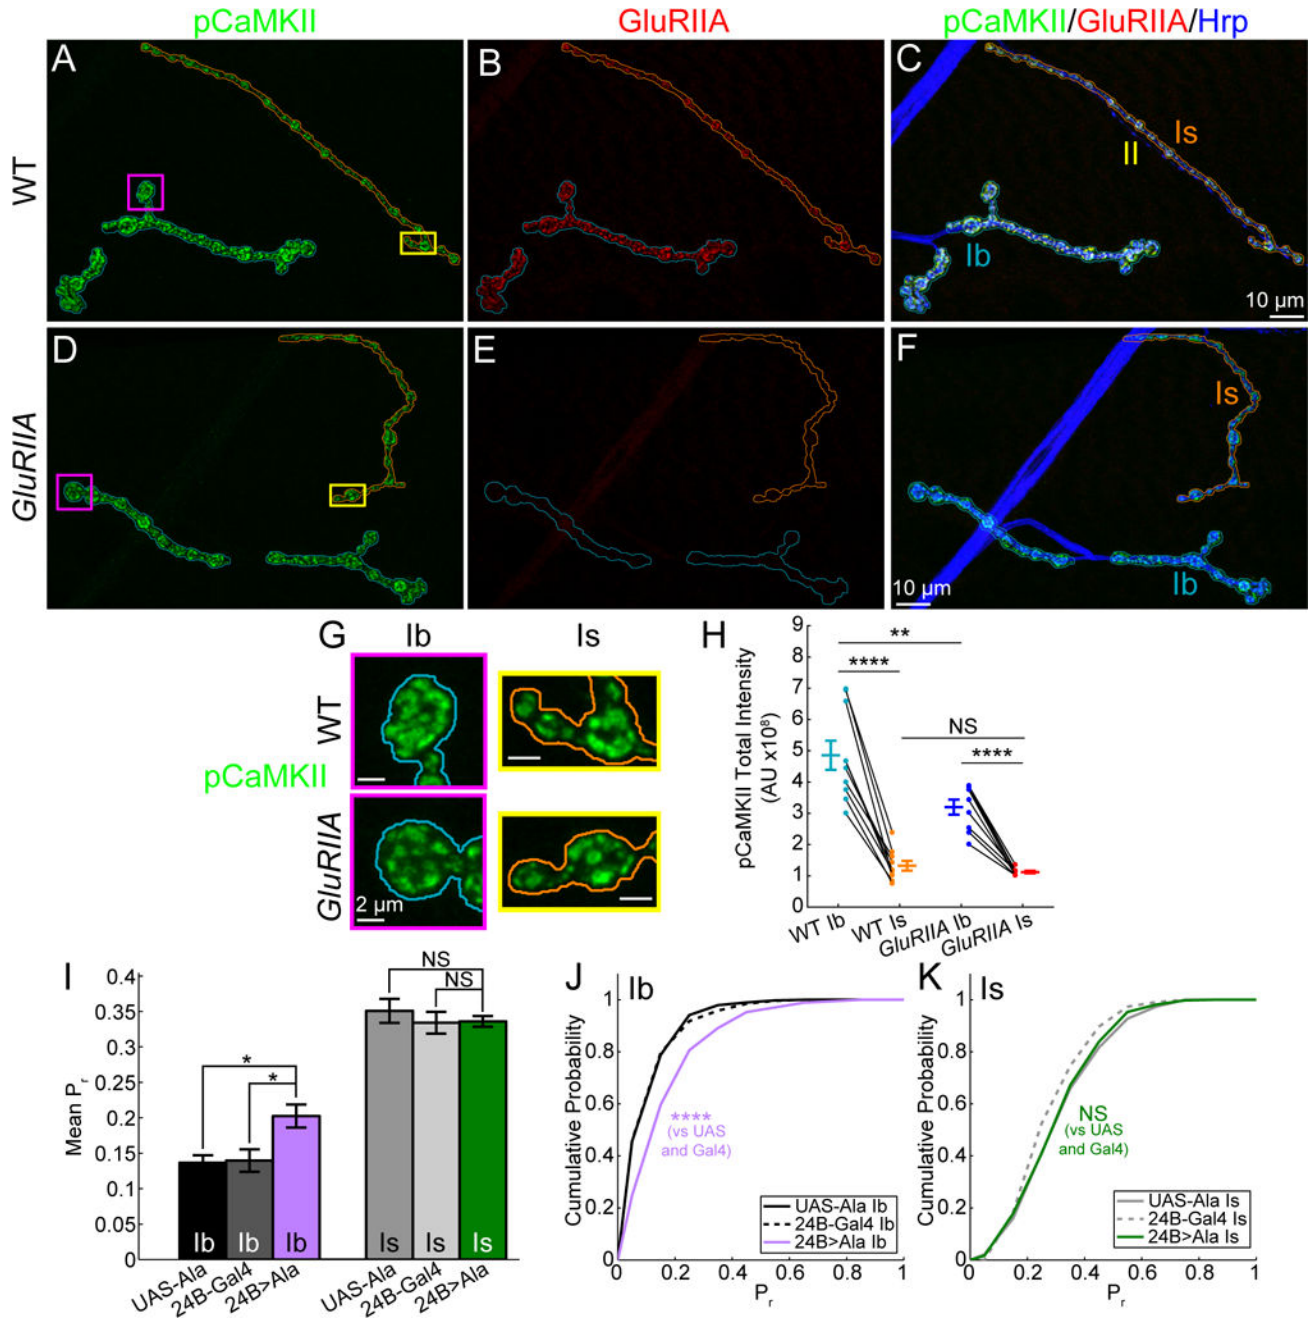 pCaMKII GluRIIA pCaMKII/GluRIIA/Hrp
WT
A
B
C
Is
II
Ib
10 µm
GluRIIA
D
E
F
Is
Ib
10 µm
G
Ib
Is
WT
pCaMKII
GluRIIA
2 µm
H
pCaMKII Total Intensity
(AU x10⁸)
9
8
7
6
5
4
3
2
1
0
**
****
NS
****
WT Ib
WT Is
GluRIIA Ib
GluRIIA Is
I
Mean Pr
0.4
0.35
0.3
0.25
0.2
0.15
0.1
0.05
0
*
*
NS
NS
Ib Ib Ib Is Is Is
UAS-Ala
24B-Gal4
24B>Ala
UAS-Ala
24B-Gal4
24B>Ala
J
Ib
Cumulative Probability
1
0.8
0.6
0.4
0.2
0
****
(vs UAS
and Gal4)
UAS-Ala Ib
24B-Gal4 Ib
24B>Ala Ib
0 0.2 0.4 0.6 0.8 1
Pr
K
Is
Cumulative Probability
1
0.8
0.6
0.4
0.2
0
NS
(vs UAS
and Gal4)
UAS-Ala Is
24B-Gal4 Is
24B>Ala Is
0 0.2 0.4 0.6 0.8 1
Pr